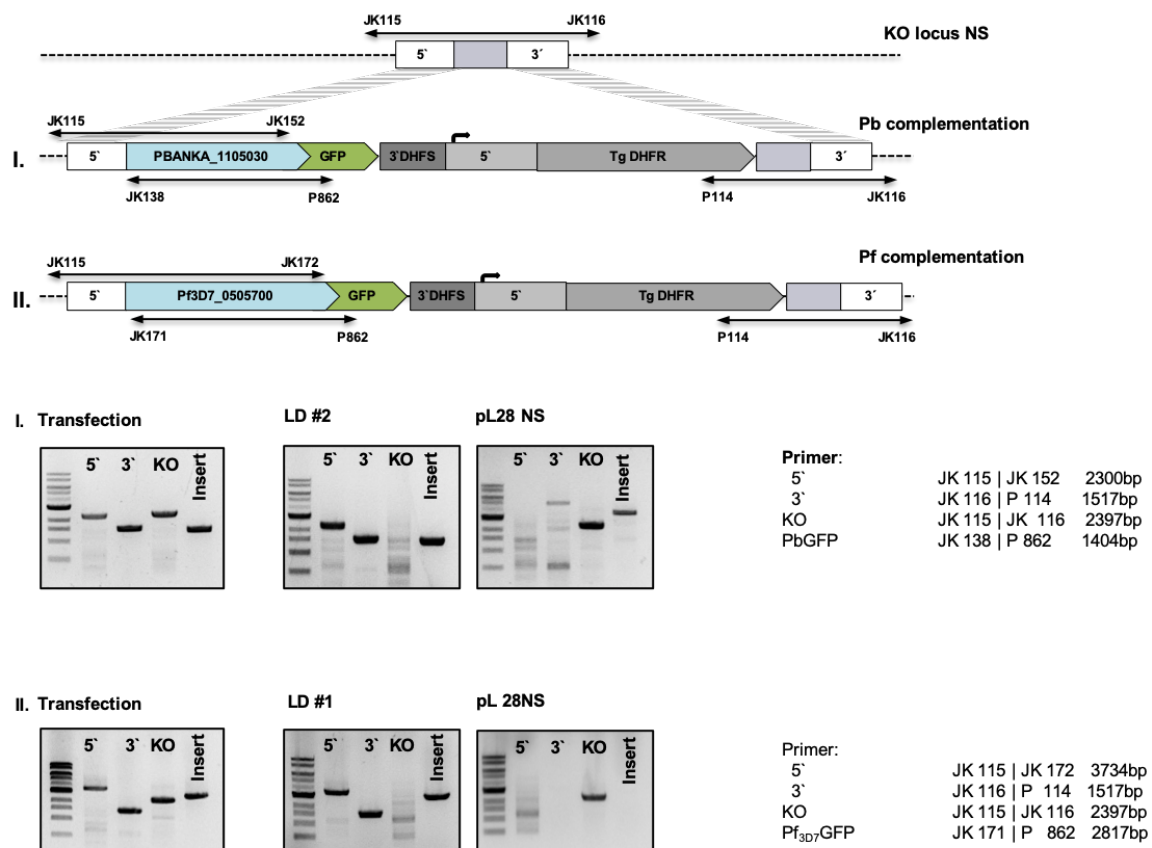 JK115 JK116
KO locus NS
5` 3´
Pb complementation
JK115 JK152
I. 5` PBANKA_1105030 GFP 3`DHFS 5` Tg DHFR 3´
JK138 P862 P114 JK116
Pf complementation
JK115 JK172
II. 5` Pf3D7_0505700 GFP 3`DHFS 5` Tg DHFR 3´
JK171 P862 P114 JK116
I. Transfection LD #2 pL28 NS
5` 3` KO Insert 5` 3` KO Insert 5` 3` KO Insert
Primer:
5` JK 115 | JK 152 2300bp
3` JK 116 | P 114 1517bp
KO JK 115 | JK 116 2397bp
PbGFP JK 138 | P 862 1404bp
II. Transfection LD #1 pL 28NS
5` 3` KO Insert 5` 3` KO Insert 5` 3` KO Insert
Primer:
5` JK 115 | JK 172 3734bp
3` JK 116 | P 114 1517bp
KO JK 115 | JK 116 2397bp
Pf3D7GFP JK 171 | P 862 2817bp